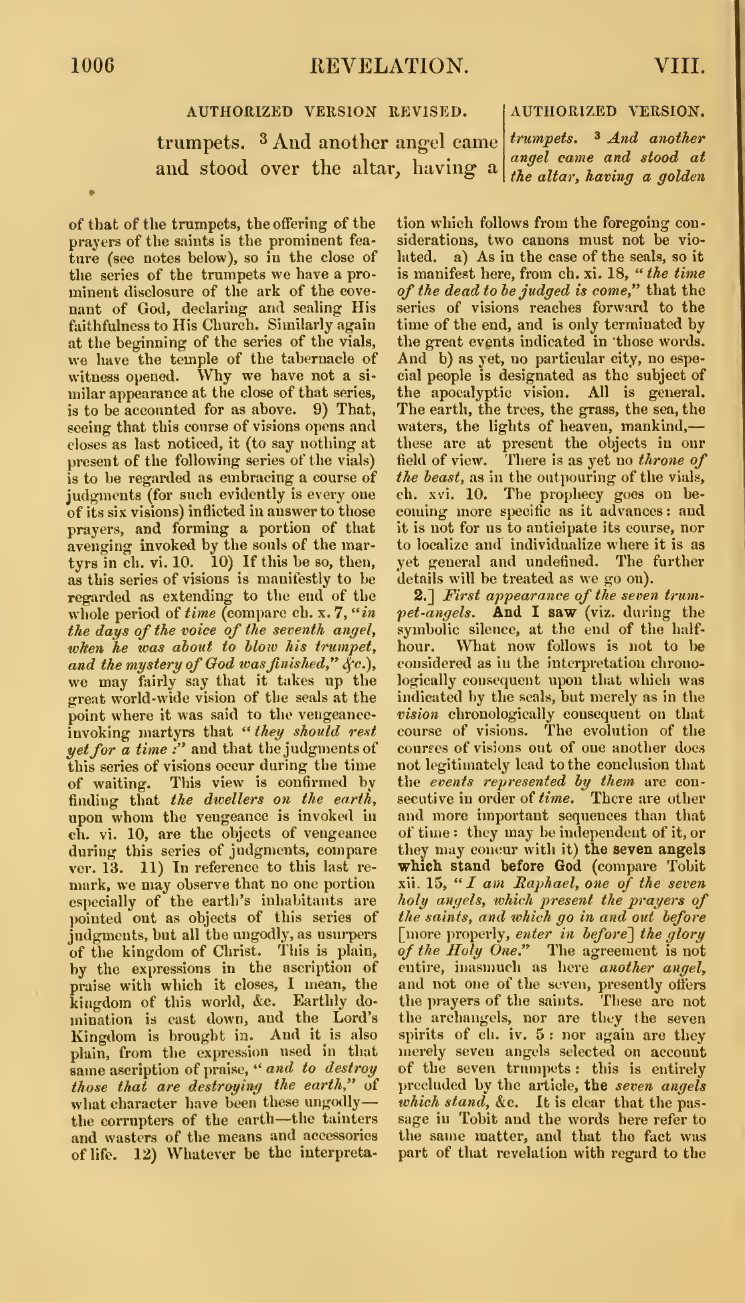 1006 REVELATION. VIII.
AUTHORIZED VERSION REVISED.
trumpets. 3 And another angel came
and stood over the altar, having a
AUTHORIZED VERSION.
trumpets. 3 And another
angel came and stood at
the altar, having a golden
of that of the trumpets, the offering of the
prayers of the saints is the prominent fea-
ture (see notes below), so in the close of
the series of the trumpets we have a pro-
minent disclosure of the ark of the cove-
nant of God, declaring and sealing His
faithfulness to His Church. Similarly again
at the beginning of the series of the vials,
we have the temple of the tabernacle of
witness opened. Why we have not a si-
milar appearance at the close of that series,
is to be accounted for as above. 9) That,
seeing that this course of visions opens and
closes as last noticed, it (to say nothing at
present of the following series of the vials)
is to be regarded as embracing a course of
judgments (for such evidently is every one
of its six visions) inflicted in answer to those
prayers, and forming a portion of that
avenging invoked by the souls of the mar-
tyrs in ch. vi. 10. 10) If this be so, then,
as this series of visions is manifestly to be
regarded as extending to the end of the
whole period of time (compare ch. x. 7, "in
the days of the voice of the seventh angel,
when he was about to blow his trumpet,
and the mystery of God was finished," &c.),
we may fairly say that it takes up the
great world-wide vision of the seals at the
point where it was said to the vengeance-
invoking martyrs that "they should rest
yet for a time:" and that the judgments of
this series of visions occur during the time
of waiting. This view is confirmed by
finding that the dwellers on the earth,
upon whom the vengeance is invoked in
ch. vi. 10, are the objects of vengeance
during this series of judgments, compare
ver. 13. 11) In reference to this last re-
mark, we may observe that no one portion
especially of the earth's inhabitants are
pointed out as objects of this series of
judgments, but all the ungodly, as usurpers
of the kingdom of Christ. This is plain,
by the expressions in the ascription of
praise with which it closes, I mean, the
kingdom of this world, &c. Earthly do-
mination is cast down, and the Lord's
Kingdom is brought in. And it is also
plain, from the expression used in that
same ascription of praise, "and to destroy
those that are destroying the earth," of
what character have been these ungodly—
the corrupters of the earth—the tainters
and wasters of the means and accessories
of life. 12) Whatever be the interpreta-
tion which follows from the foregoing con-
siderations, two canons must not be vio-
lated. a) As in the case of the seals, so it
is manifest here, from ch. xi. 18, "the time
of the dead to be judged is come," that the
series of visions reaches forward to the
time of the end, and is only terminated by
the great events indicated in those words.
And b) as yet, no particular city, no espe-
cial people is designated as the subject of
the apocalyptic vision. All is general.
The earth, the trees, the grass, the sea, the
waters, the lights of heaven, mankind,—
these are at present the objects in our
field of view. There is as yet no throne of
the beast, as in the outpouring of the vials,
ch. xvi. 10. The prophecy goes on be-
coming more specific as it advances: and
it is not for us to anticipate its course, nor
to localize and individualize where it is as
yet general and undefined. The further
details will be treated as we go on).
2.] First appearance of the seven trum-
pet-angels. And I saw (viz. during the
symbolic silence, at the end of the half-
hour. What now follows is not to be
considered as in the interpretation chrono-
logically consequent upon that which was
indicated by the seals, but merely as in the
vision chronologically consequent on that
course of visions. The evolution of the
courses of visions out of one another does
not legitimately lead to the conclusion that
the events represented by them are con-
secutive in order of time. There are other
and more important sequences than that
of time: they may be independent of it, or
they may concur with it) the seven angels
which stand before God (compare Tobit
xii. 15, "I am Raphael, one of the seven
holy angels, which present the prayers of
the saints, and which go in and out before
[more properly, enter in before] the glory
of the Holy One." The agreement is not
entire, inasmuch as here another angel,
and not one of the seven, presently offers
the prayers of the saints. These are not
the archangels, nor are they the seven
spirits of ch. iv. 5: nor again are they
merely seven angels selected on account
of the seven trumpets: this is entirely
precluded by the article, the seven angels
which stand, &c. It is clear that the pas-
sage in Tobit and the words here refer to
the same matter, and that the fact was
part of that revelation with regard to the